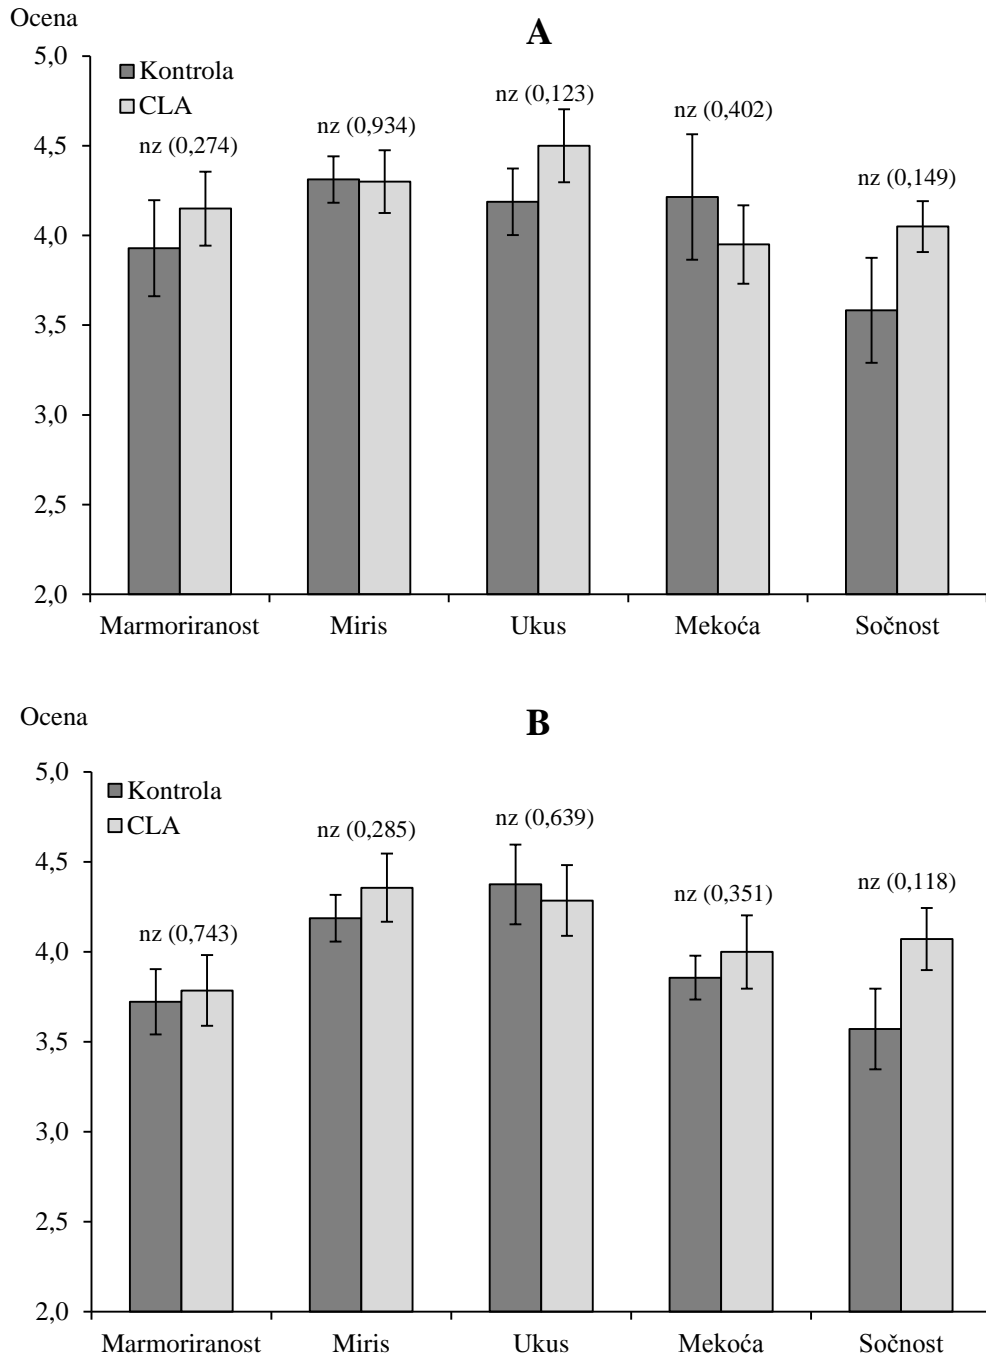 Ocena
A
5,0
Kontrola
CLA
nz (0,274)
nz (0,934)
nz (0,123)
nz (0,402)
nz (0,149)
4,5
4,0
3,5
3,0
2,5
2,0
Marmoriranost Miris Ukus Mekoća Sočnost
Ocena
B
5,0
Kontrola
CLA
nz (0,743)
nz (0,285)
nz (0,639)
nz (0,351)
nz (0,118)
4,5
4,0
3,5
3,0
2,5
2,0
Marmoriranost Miris Ukus Mekoća Sočnost